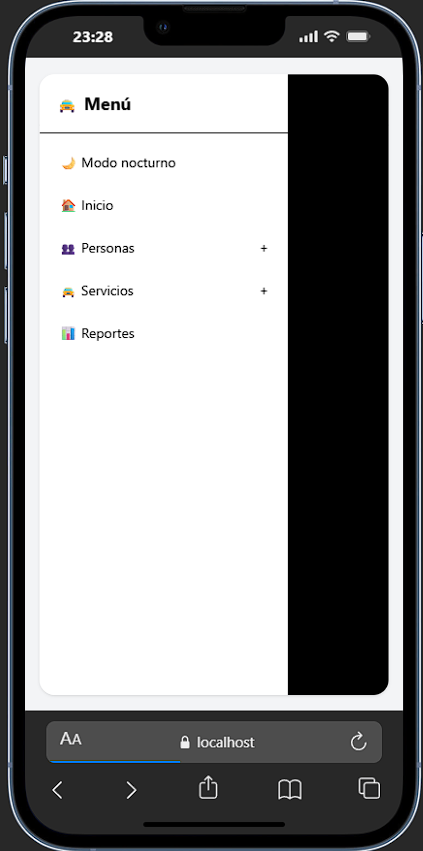 23:28
Menú
Modo nocturno
Inicio
Personas +
Servicios +
Reportes
AA
localhost